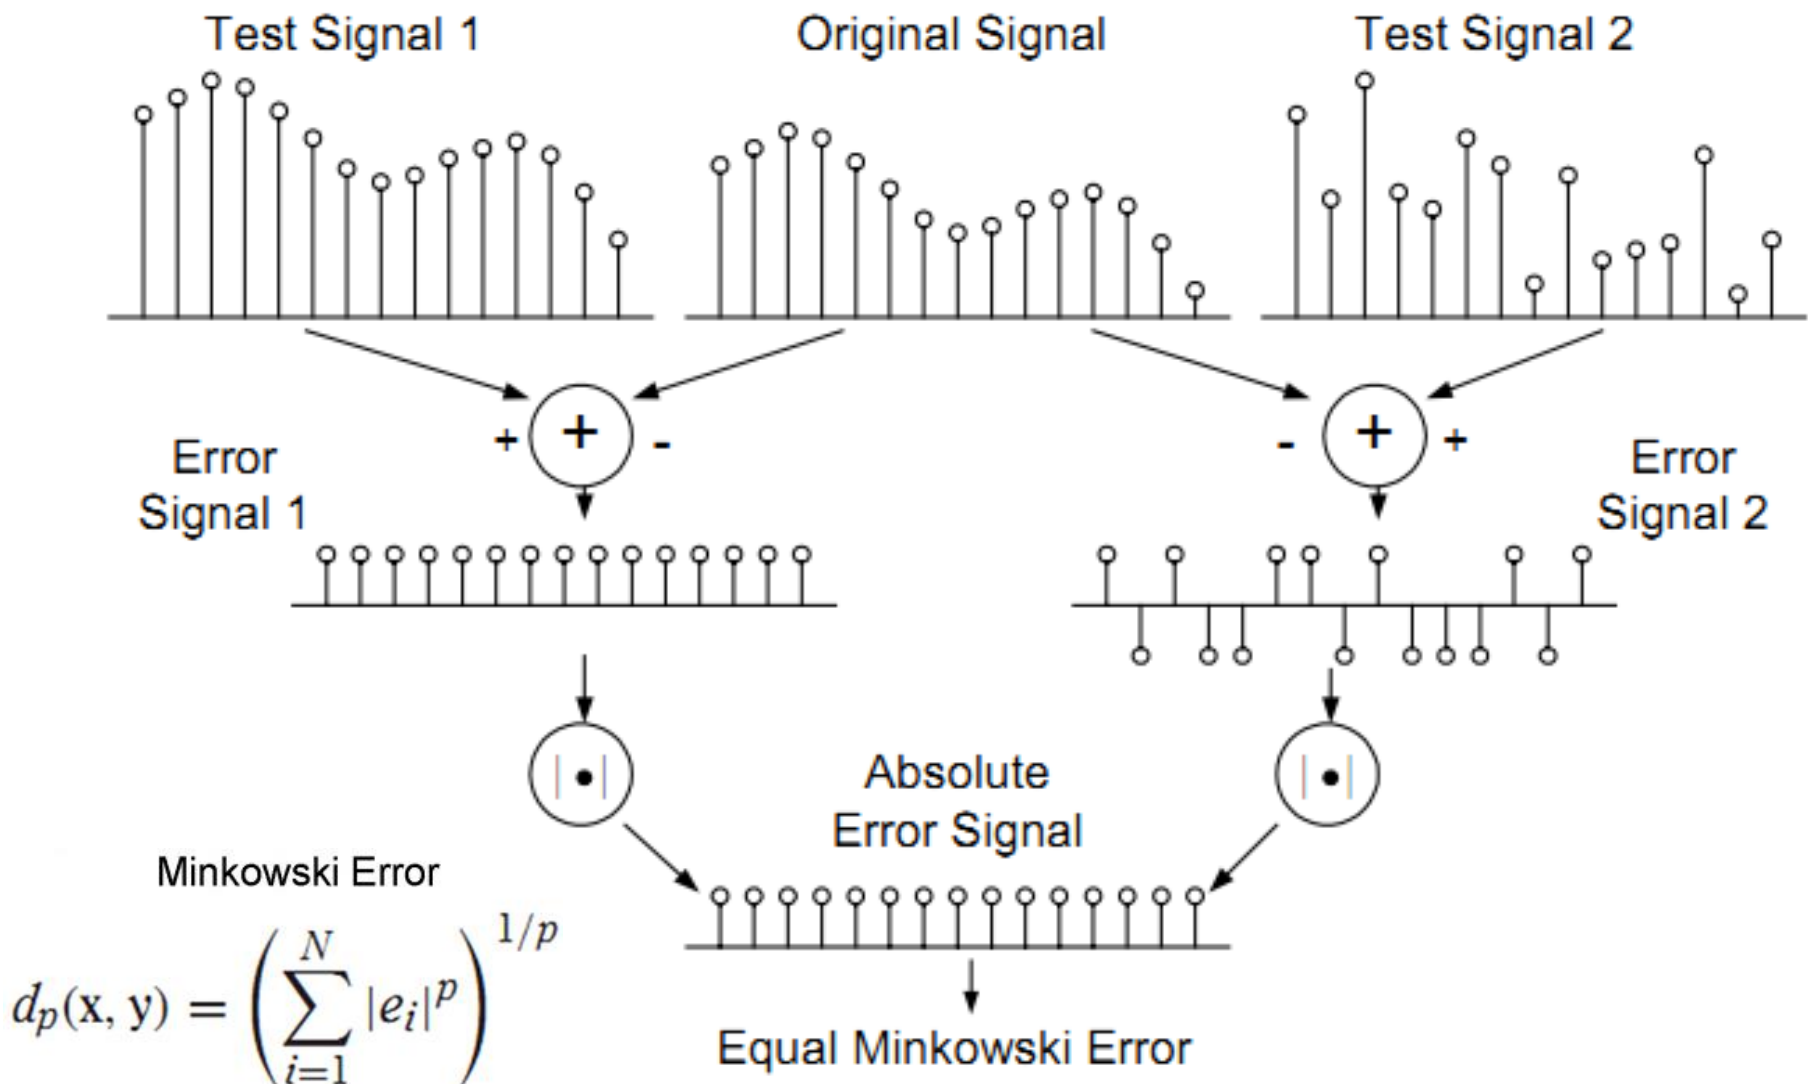 Test Signal 1
Original Signal
Test Signal 2
+ + -
- + +
Error
Signal 1
Error
Signal 2
|•|
|•|
Absolute
Error Signal
Minkowski Error
d_p(x, y) = (∑_{i=1}^{N} |e_i|^p)^{1/p}
Equal Minkowski Error